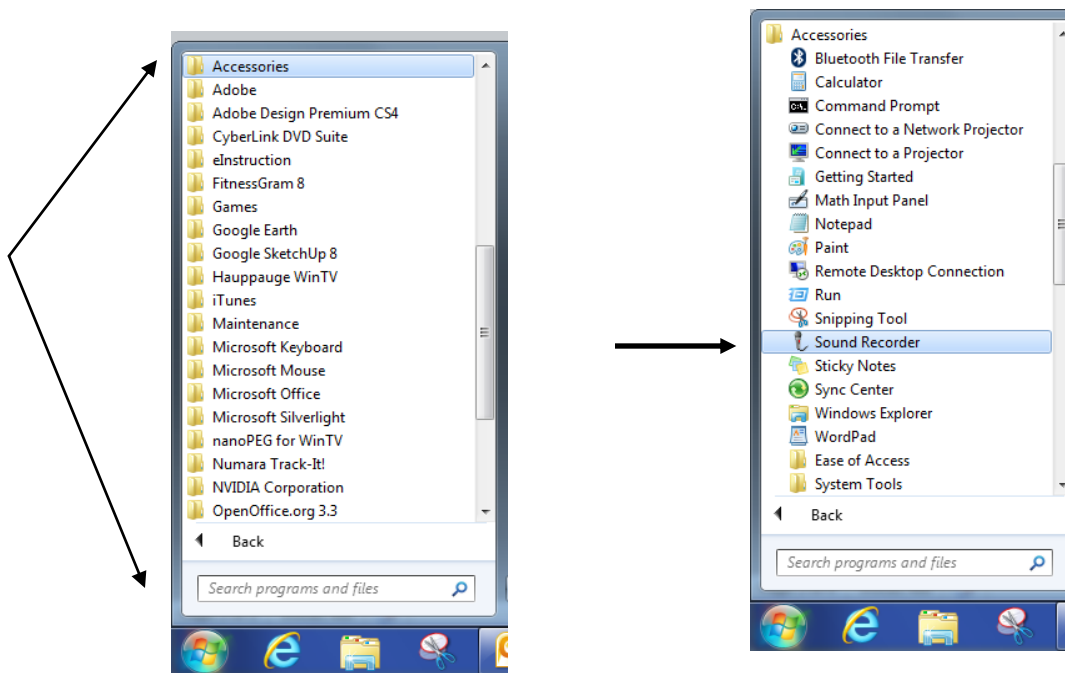 Accessories
Adobe
Adobe Design Premium CS4
CyberLink DVD Suite
eInstruction
FitnessGram 8
Games
Google Earth
Google SketchUp 8
Hauppauge WinTV
iTunes
Maintenance
Microsoft Keyboard
Microsoft Mouse
Microsoft Office
Microsoft Silverlight
nanoPEG for WinTV
Numara Track-It!
NVIDIA Corporation
OpenOffice.org 3.3
Back
Search programs and files
Accessories
Bluetooth File Transfer
Calculator
Command Prompt
Connect to a Network Projector
Connect to a Projector
Getting Started
Math Input Panel
Notepad
Paint
Remote Desktop Connection
Run
Snipping Tool
Sound Recorder
Sticky Notes
Sync Center
Windows Explorer
WordPad
Ease of Access
System Tools
Back
Search programs and files